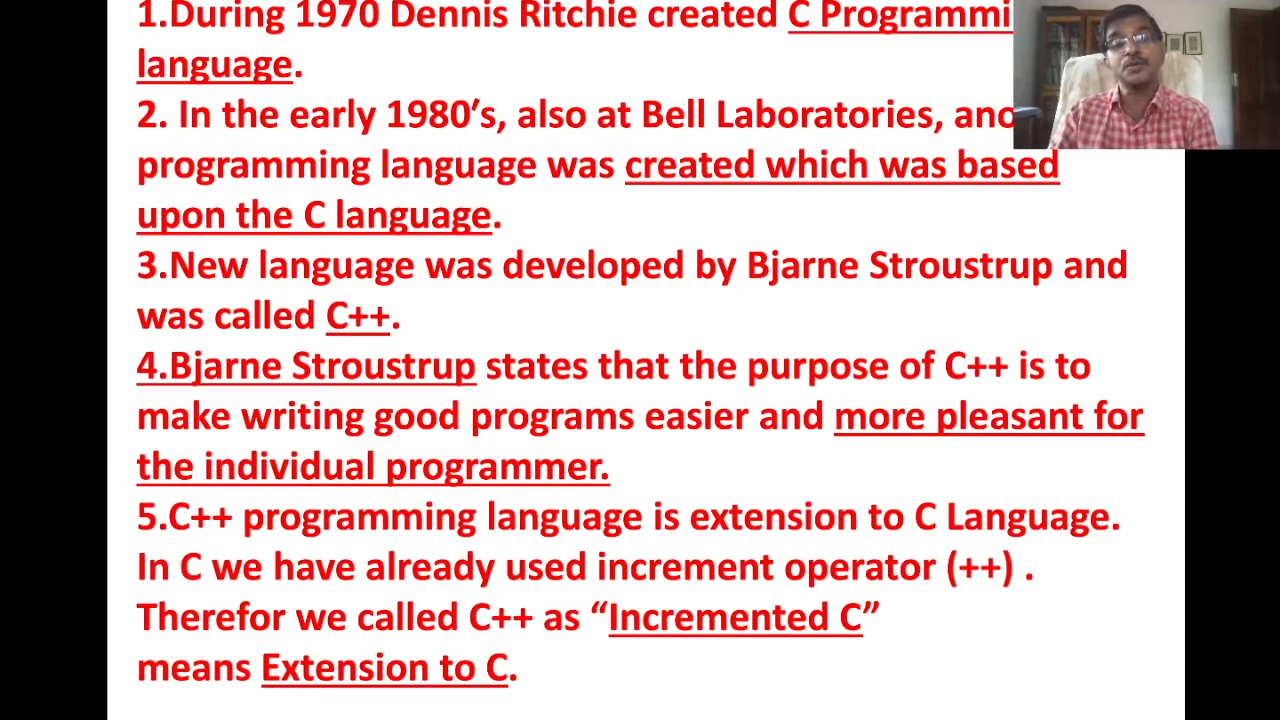 1.During 1970 Dennis Ritchie created C Programmi
language.
2. In the early 1980’s, also at Bell Laboratories,
programming language was created which was based
upon the C language.
3.New language was developed by Bjarne Stroustrup and
was called C++.
4.Bjarne Stroustrup states that the purpose of C++ is to
make writing good programs easier and more pleasant for
the individual programmer.
5.C++ programming language is extension to C Language.
In C we have already used increment operator (++) .
Therefor we called C++ as “Incremented C”
means Extension to C.